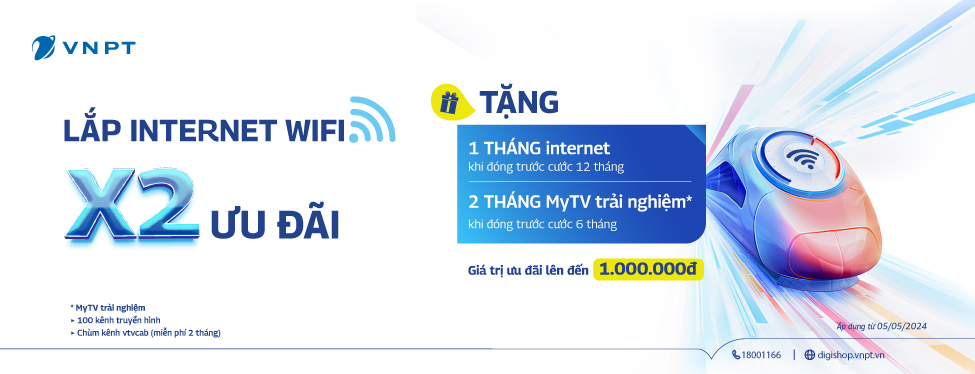 VNPT
LẮP INTERNET WIFI
X2 ƯU ĐÃI
TẶNG
1 THÁNG internet
khi đóng trước cước 12 tháng
2 THÁNG MyTV trải nghiệm*
khi đóng trước cước 6 tháng
Giá trị ưu đãi lên đến 1.000.000đ
* MyTV trải nghiệm
➤ 100 kênh truyền hình
➤ Chùm kênh vtvcab (miễn phí 2 tháng)
Áp dụng từ 05/05/2024
18001166 | digishop.vnpt.vn